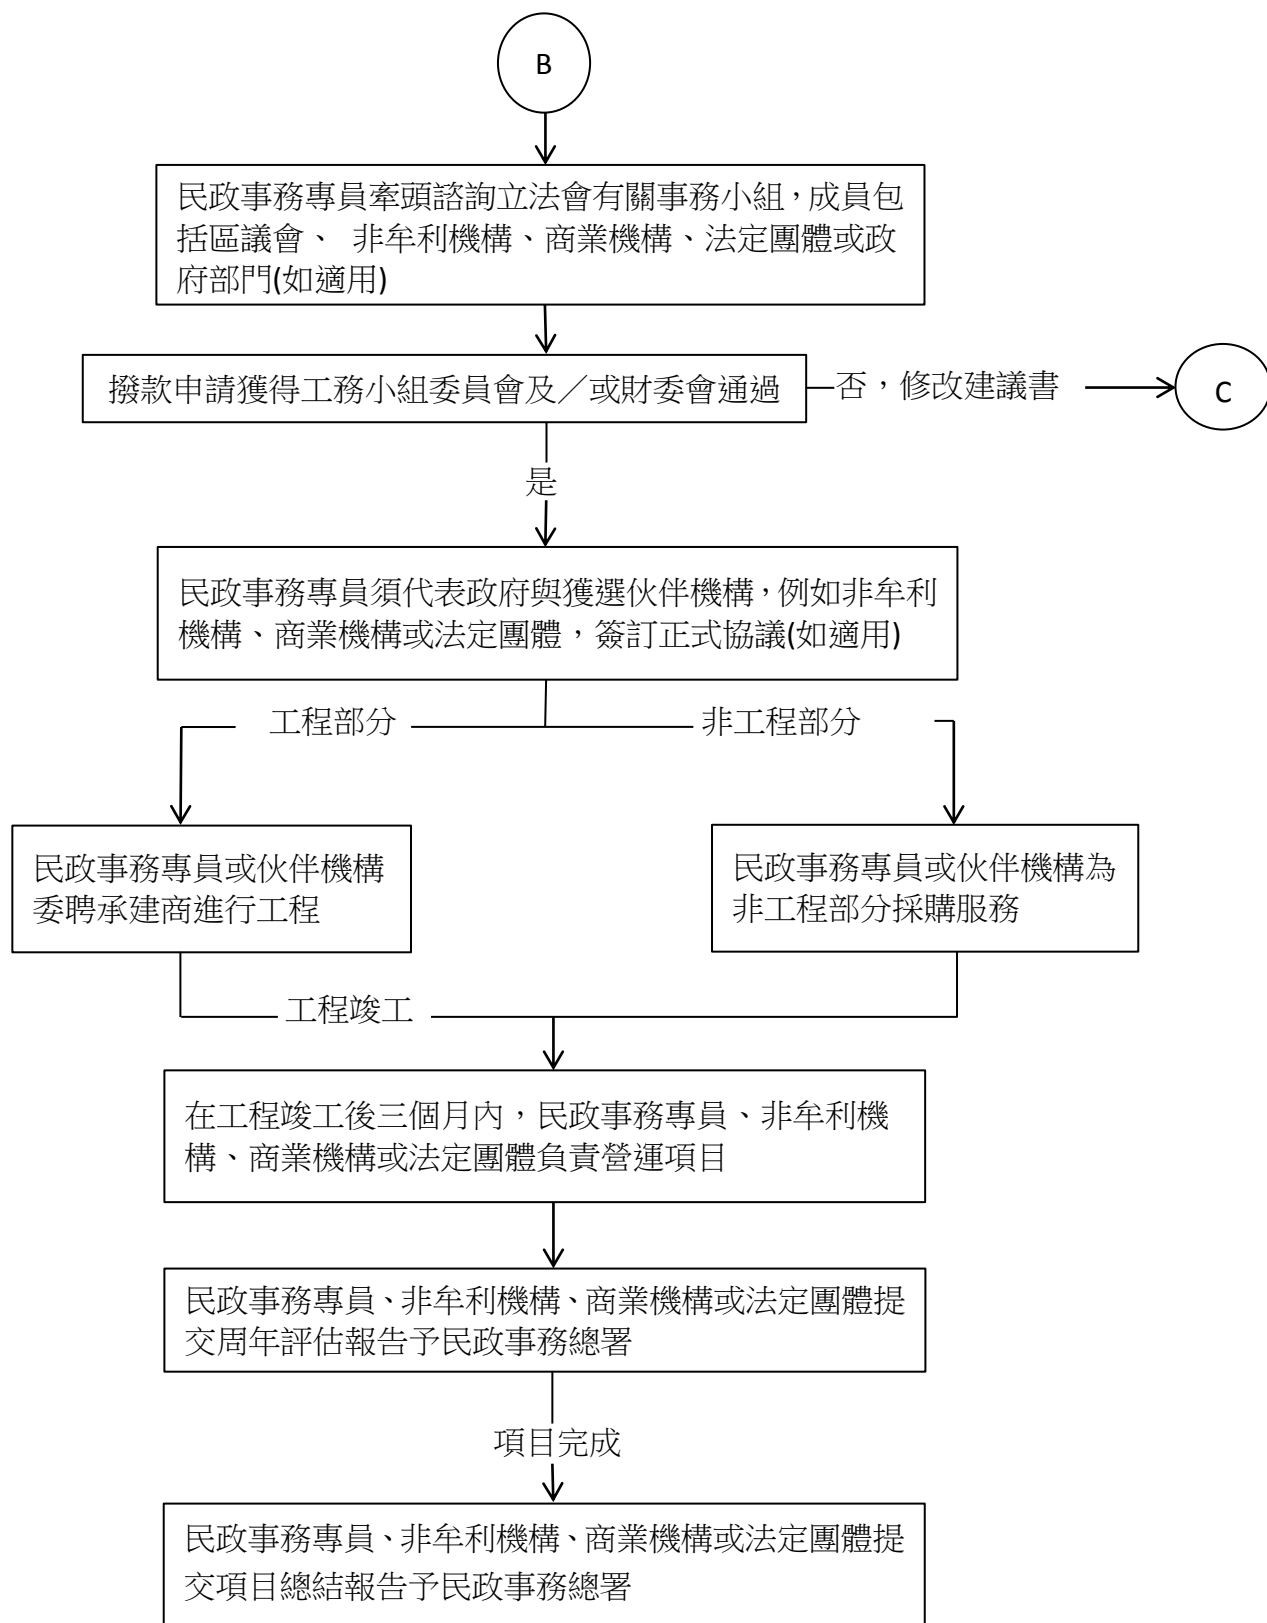 B
民政事務專員牽頭諮詢立法會有關事務小組，成員包
括區議會、 非牟利機構、商業機構、法定團體或政
府部門(如適用)
撥款申請獲得工務小組委員會及／或財委會通過
否，修改建議書
C
是
民政事務專員須代表政府與獲選伙伴機構，例如非牟利
機構、商業機構或法定團體，簽訂正式協議(如適用)
工程部分
非工程部分
民政事務專員或伙伴機構
委聘承建商進行工程
民政事務專員或伙伴機構為
非工程部分採購服務
工程竣工
在工程竣工後三個月內，民政事務專員、非牟利機
構、商業機構或法定團體負責營運項目
民政事務專員、非牟利機構、商業機構或法定團體提
交周年評估報告予民政事務總署
項目完成
民政事務專員、非牟利機構、商業機構或法定團體提
交項目總結報告予民政事務總署